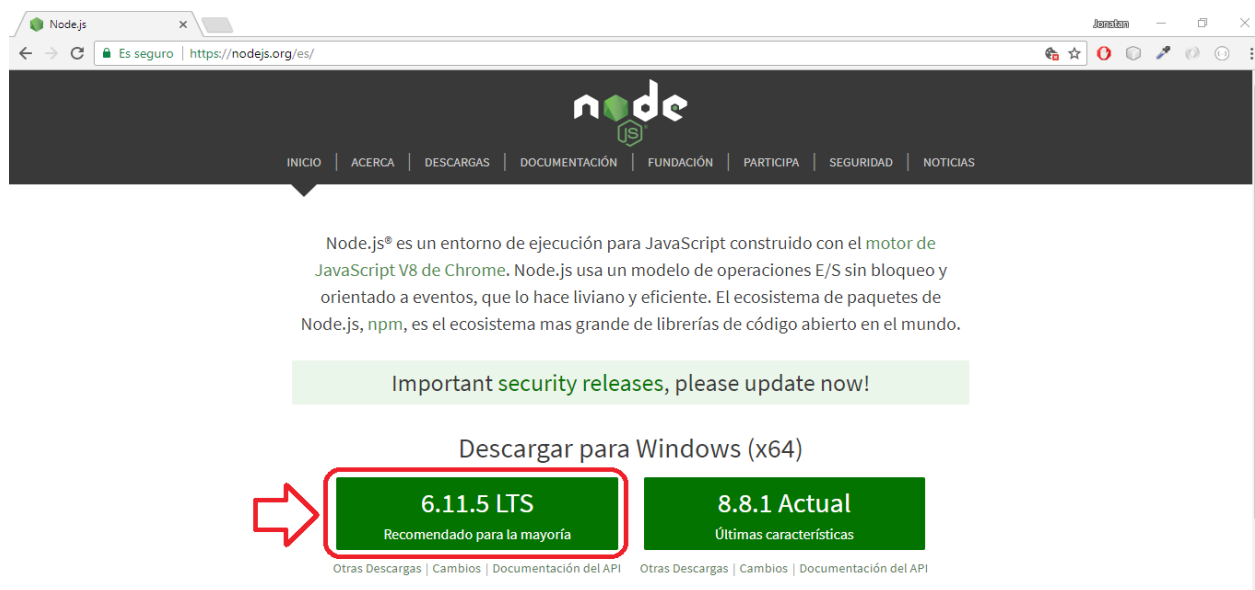 Node.js
Jonatan
Es seguro | https://nodejs.org/es/
node
JS
INICIO | ACERCA | DESCARGAS | DOCUMENTACIÓN | FUNDACIÓN | PARTICIPA | SEGURIDAD | NOTICIAS
Node.js® es un entorno de ejecución para JavaScript construido con el motor de
JavaScript V8 de Chrome. Node.js usa un modelo de operaciones E/S sin bloqueo y
orientado a eventos, que lo hace liviano y eficiente. El ecosistema de paquetes de
Node.js, npm, es el ecosistema mas grande de librerías de código abierto en el mundo.
Important security releases, please update now!
Descargar para Windows (x64)
6.11.5 LTS
Recomendado para la mayoría
8.8.1 Actual
Últimas características
Otras Descargas | Cambios | Documentación del API
Otras Descargas | Cambios | Documentación del API